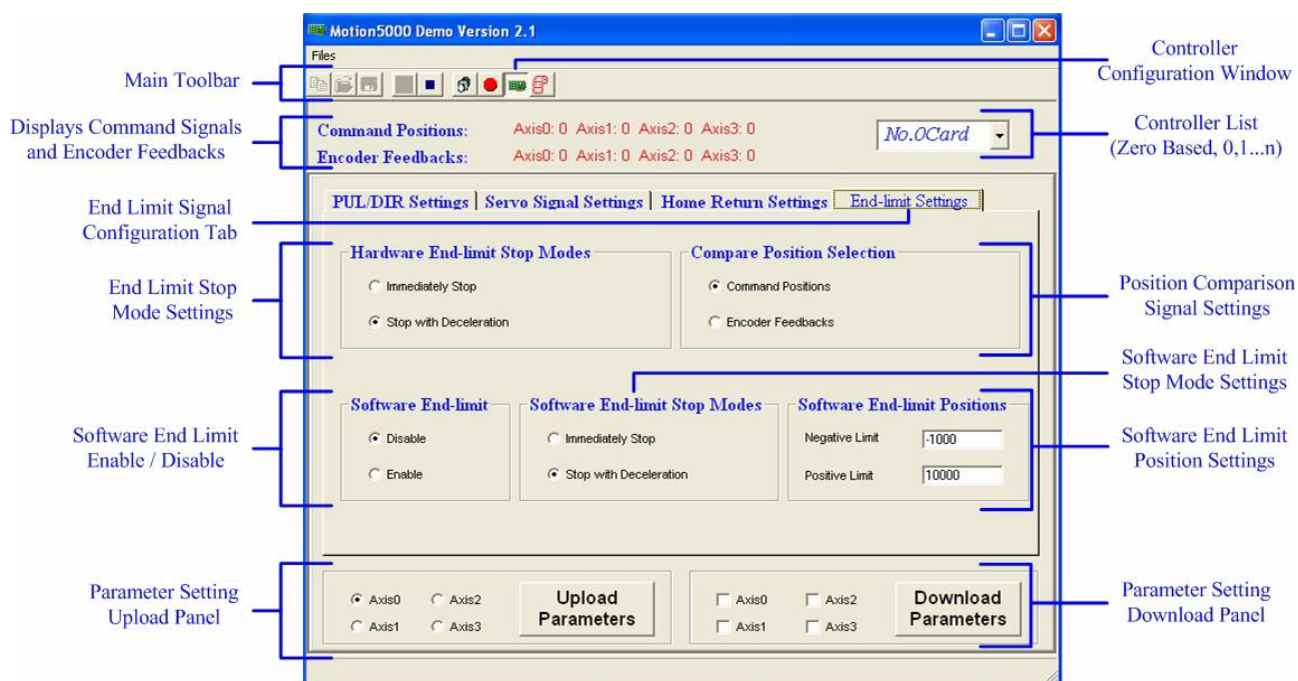 Motion5000 Demo Version 2.1
Files
Main Toolbar
Controller
Configuration Window
Displays Command Signals
and Encoder Feedbacks
Command Positions: Axis0: 0 Axis1: 0 Axis2: 0 Axis3: 0
Encoder Feedbacks: Axis0: 0 Axis1: 0 Axis2: 0 Axis3: 0
No.0Card
Controller List
(Zero Based, 0,1...n)
End Limit Signal
Configuration Tab
PUL/DIR Settings Servo Signal Settings Home Return Settings End-limit Settings
End Limit Stop
Mode Settings
Hardware End-limit Stop Modes
Immediately Stop
Stop with Deceleration
Compare Position Selection
Command Positions
Encoder Feedbacks
Position Comparison
Signal Settings
Software End Limit
Stop Mode Settings
Software End Limit
Enable / Disable
Software End-limit
Disable
Enable
Software End-limit Stop Modes
Immediately Stop
Stop with Deceleration
Software End-limit Positions
Negative Limit -1000
Positive Limit 10000
Software End Limit
Position Settings
Parameter Setting
Upload Panel
Axis0 Axis2
Axis1 Axis3
Upload
Parameters
Axis0 Axis2
Axis1 Axis3
Download
Parameters
Parameter Setting
Download Panel